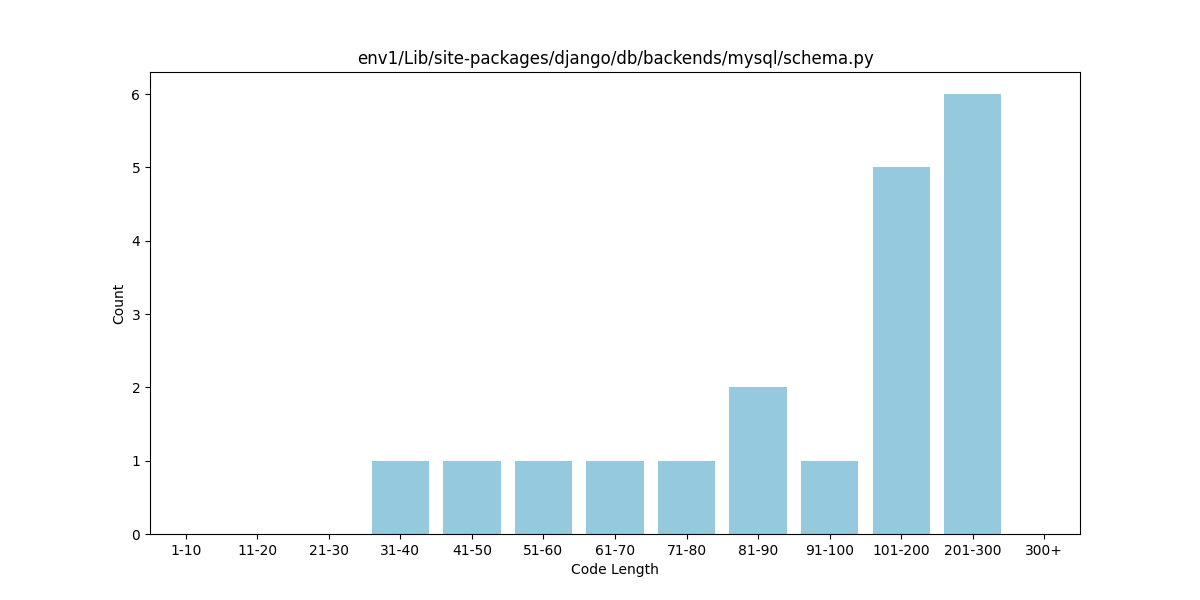 env1/Lib/site-packages/django/db/backends/mysql/schema.py
6
5
4
3
2
1
0
Count
1-10 11-20 21-30 31-40 41-50 51-60 61-70 71-80 81-90 91-100 101-200 201-300 300+
Code Length